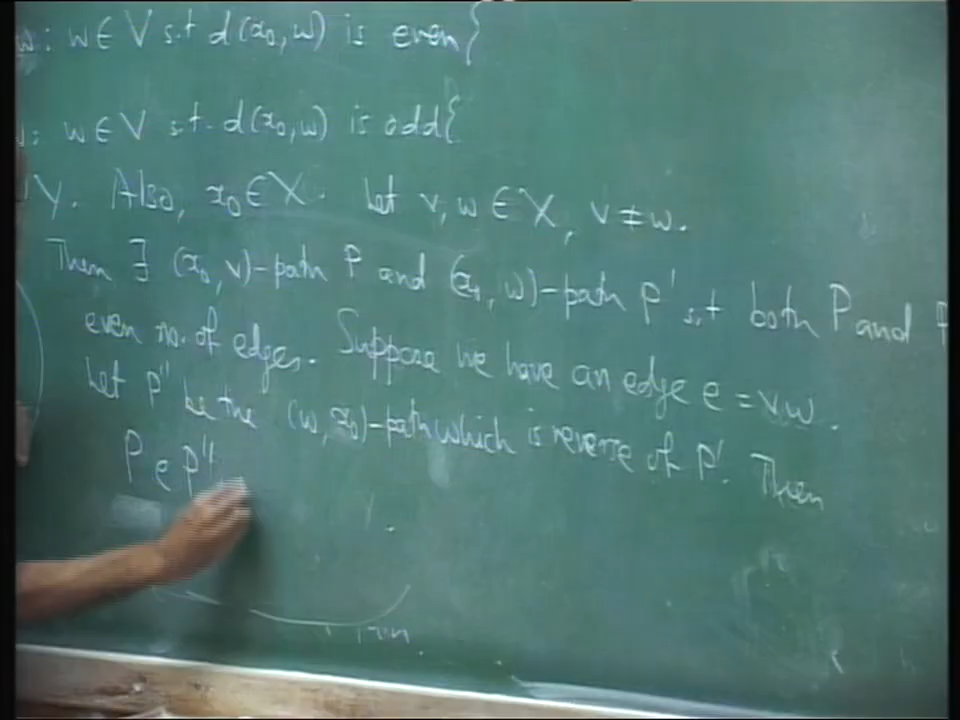 w: w ∈ V s.t d(x₀, w) is even}
: w ∈ V s.t. d(x₀, w) is odd}
Y. Also, x₀ ∈ X. Let v, w ∈ X, v ≠ w.
Then ∃ (x₀, v)-path P and (x₀, w)-path P' s.t both P and P
even no. of edges. Suppose we have an edge e = vw.
Let P'' be the (w, x₀)-path which is reverse of P'. Then
P e P''